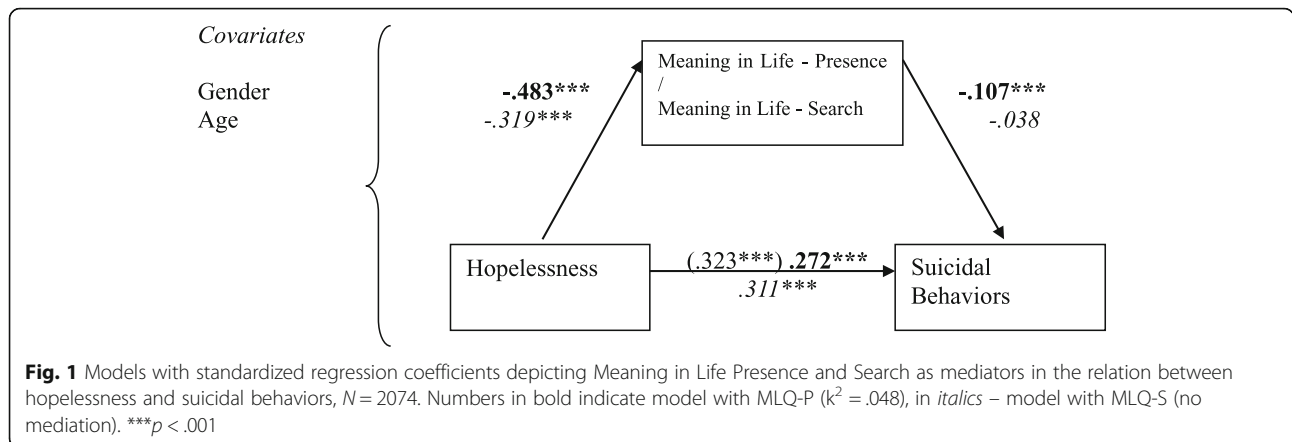 Covariates
Gender
Age
Meaning in Life - Presence
/
Meaning in Life - Search
-.483***
-.319***
-.107***
-.038
Hopelessness
(.323***) .272***
.311***
Suicidal
Behaviors
Fig. 1 Models with standardized regression coefficients depicting Meaning in Life Presence and Search as mediators in the relation between
hopelessness and suicidal behaviors, N = 2074. Numbers in bold indicate model with MLQ-P (k² = .048), in italics – model with MLQ-S (no
mediation). ***p < .001